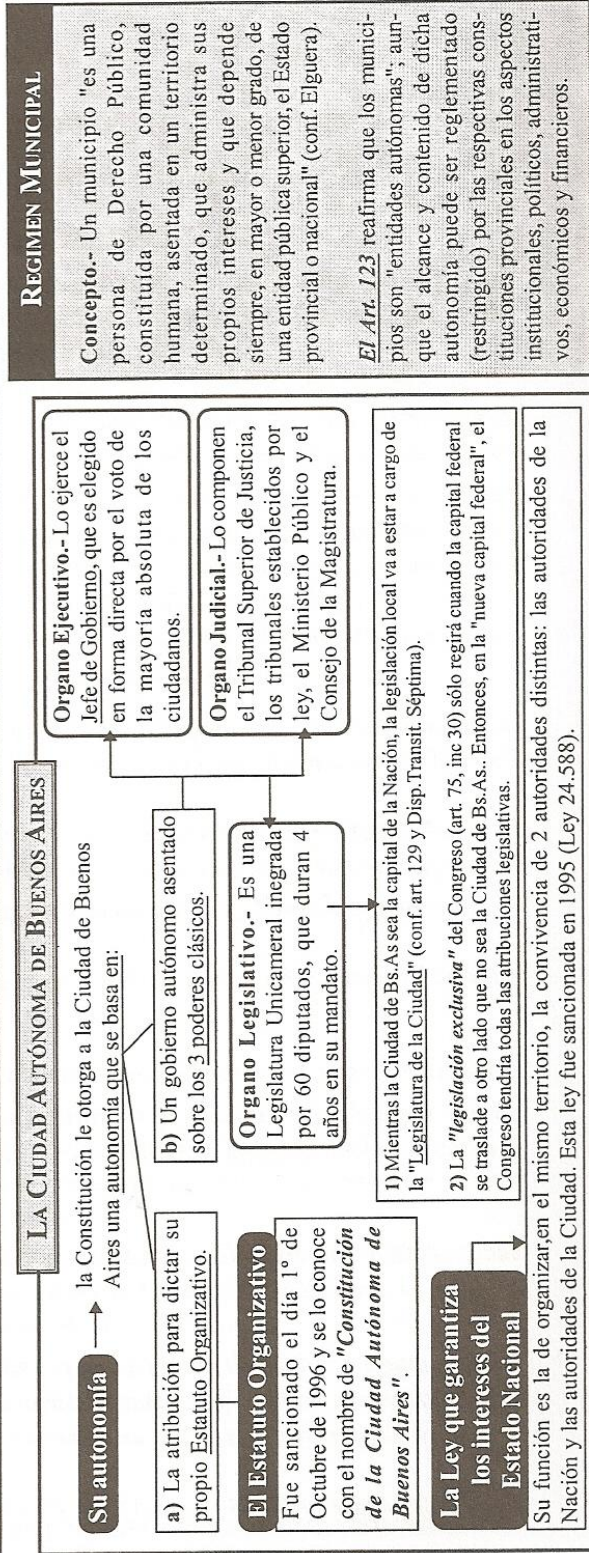 LA CIUDAD AUTÓNOMA DE BUENOS AIRES
Su autonomía
la Constitución le otorga a la Ciudad de Buenos
Aires una autonomía que se basa en:
a) La atribución para dictar su
propio Estatuto Organizativo.
b) Un gobierno autónomo asentado
sobre los 3 poderes clásicos.
Organo Ejecutivo.- Lo ejerce el
Jefe de Gobierno, que es elegido
en forma directa por el voto de
la mayoría absoluta de los
ciudadanos.
Organo Legislativo.- Es una
Legislatura Unicameral inegrada
por 60 diputados, que duran 4
años en su mandato.
Organo Judicial.- Lo componen
el Tribunal Superior de Justicia,
los tribunales establecidos por
ley, el Ministerio Público y el
Consejo de la Magistratura.
El Estatuto Organizativo
Fue sancionado el día 1º de
Octubre de 1996 y se lo conoce
con el nombre de "Constitución
de la Ciudad Autónoma de
Buenos Aires".
1) Mientras la Ciudad de Bs.As sea la capital de la Nación, la legislación local va a estar a cargo de
la "Legislatura de la Ciudad" (conf. art. 129 y Disp.Transit. Séptima).
2) La "legislación exclusiva" del Congreso (art. 75, inc 30) sólo regirá cuando la capital federal
se traslade a otro lado que no sea la Ciudad de Bs.As.. Entonces, en la "nueva capital federal", el
Congreso tendría todas las atribuciones legislativas.
La Ley que garantiza
los intereses del
Estado Nacional
Su función es la de organizar,en el mismo territorio, la convivencia de 2 autoridades distintas: las autoridades de la
Nación y las autoridades de la Ciudad. Esta ley fue sancionada en 1995 (Ley 24.588).
REGIMEN MUNICIPAL
Concepto.- Un municipio "es una
persona de Derecho Público,
constituida por una comunidad
humana, asentada en un territorio
determinado, que administra sus
propios intereses y que depende
siempre, en mayor o menor grado, de
una entidad pública superior, el Estado
provincial o nacional" (conf. Elguera).
El Art. 123 reafirma que los munici-
pios son "entidades autónomas"; aun-
que el alcance y contenido de dicha
autonomía puede ser reglementado
(restringido) por las respectivas cons-
tituciones provinciales en los aspectos
institucionales, políticos, administrati-
vos, económicos y financieros.